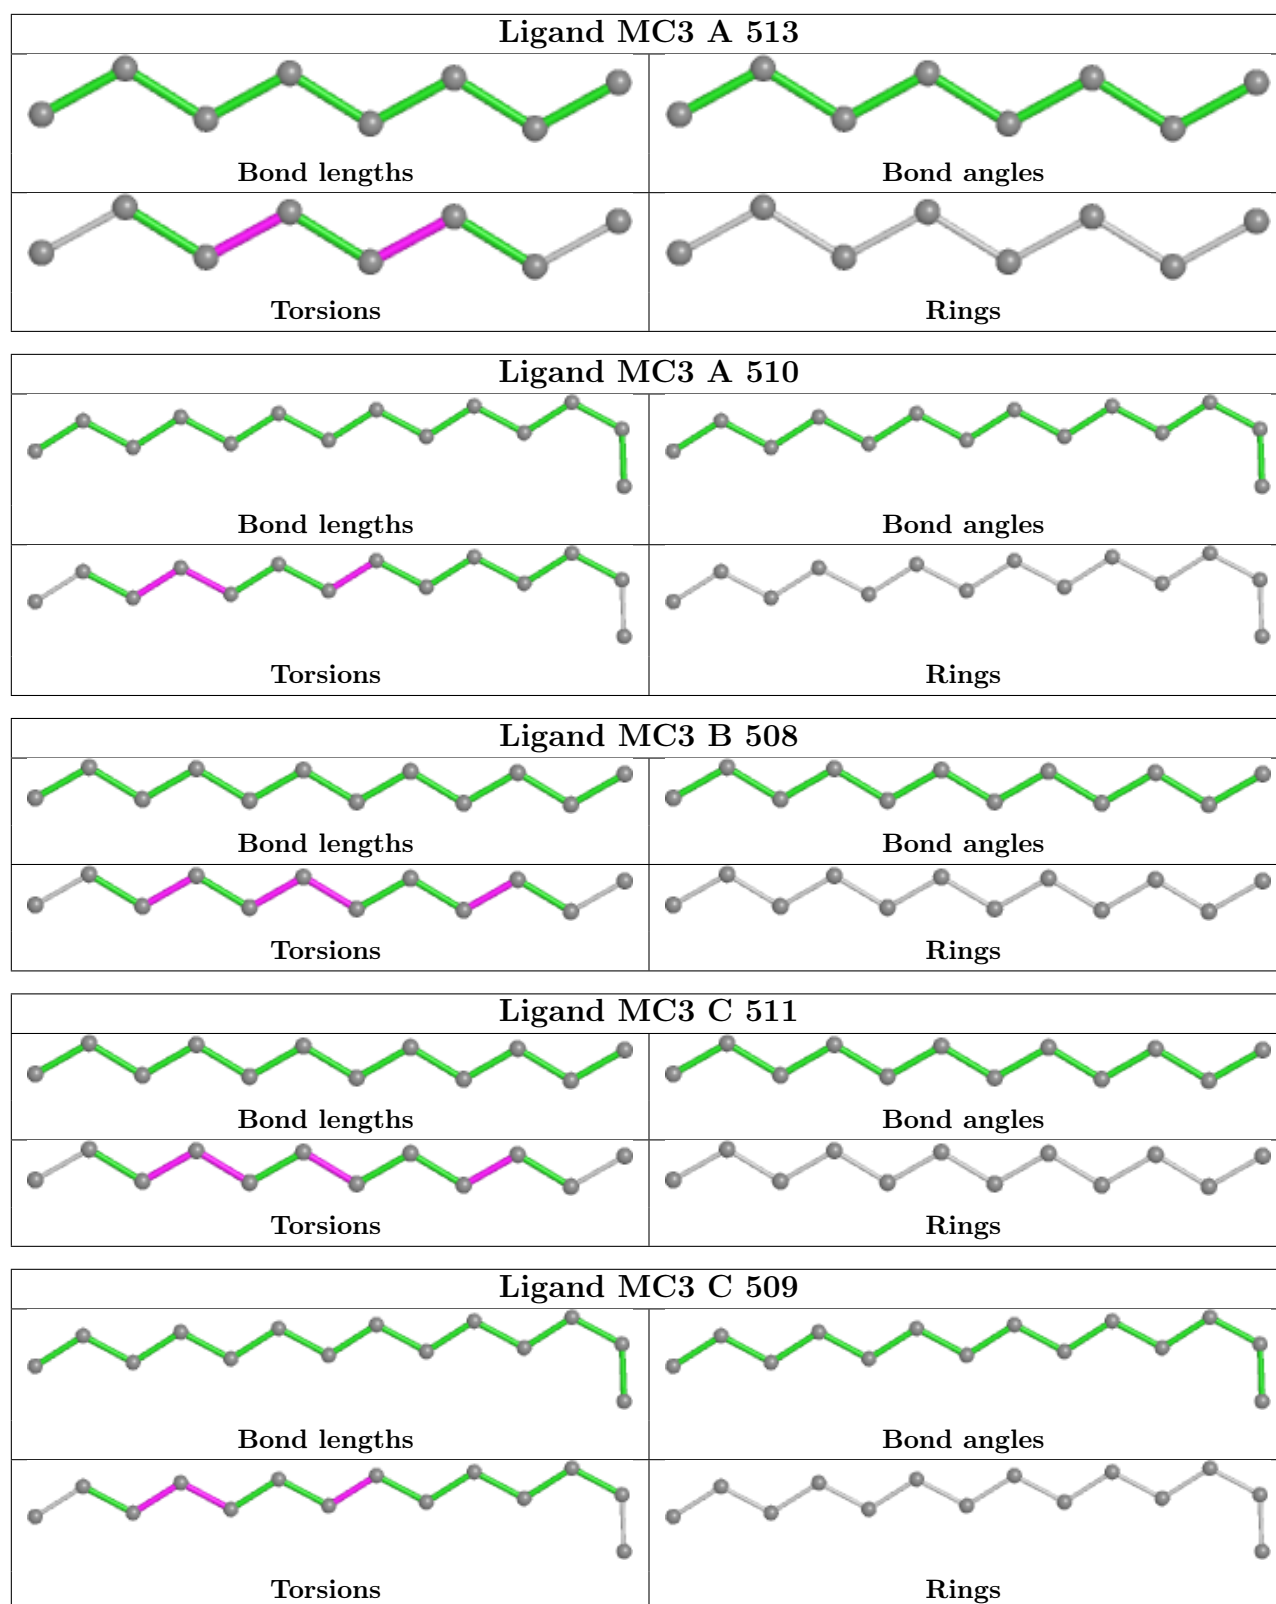 Ligand MC3 A 513
Bond lengths Bond angles
Torsions Rings
Ligand MC3 A 510
Bond lengths Bond angles
Torsions Rings
Ligand MC3 B 508
Bond lengths Bond angles
Torsions Rings
Ligand MC3 C 511
Bond lengths Bond angles
Torsions Rings
Ligand MC3 C 509
Bond lengths Bond angles
Torsions Rings